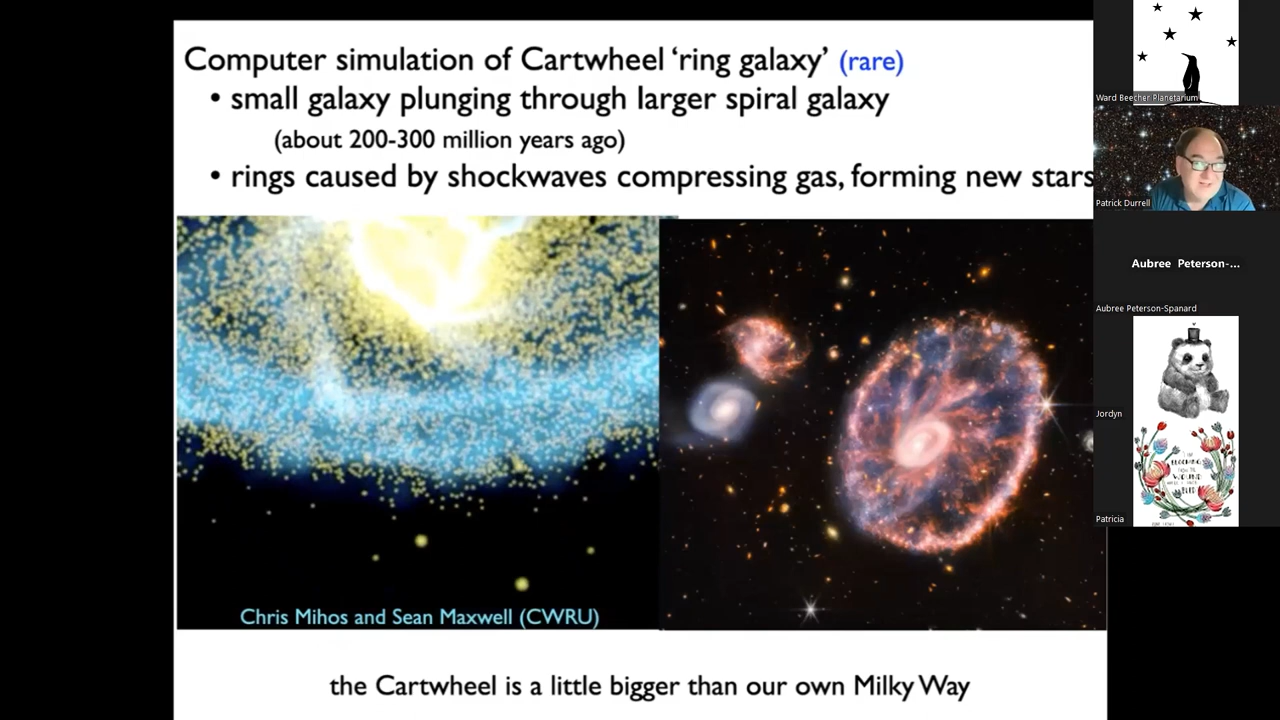 Computer simulation of Cartwheel ‘ring galaxy’ (rare)
• small galaxy plunging through larger spiral galaxy
(about 200-300 million years ago)
• rings caused by shockwaves compressing gas, forming new stars
Chris Mihos and Sean Maxwell (CWRU)
the Cartwheel is a little bigger than our own Milky Way
Ward Beecher Planetarium
Patrick Durrell
Aubree Peterson-...
Aubree Peterson-Spanard
Jordyn
BLOOMING
WOUND
Patricia